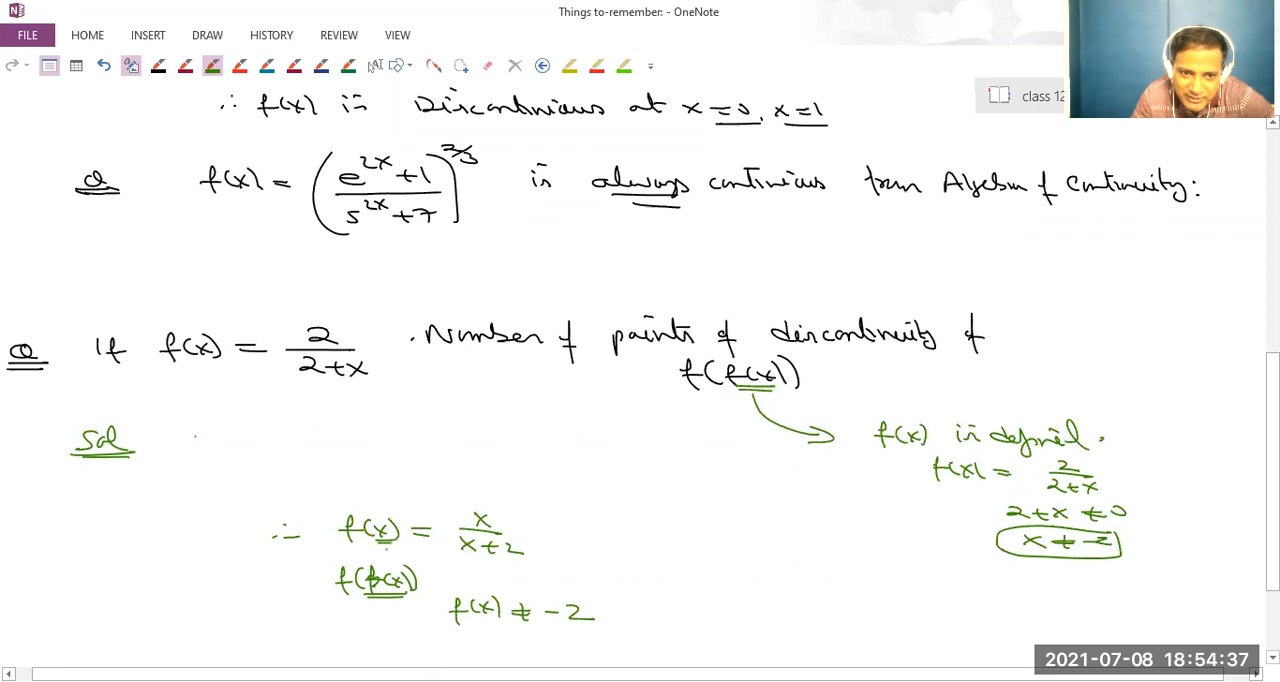 Things to-remember: - OneNote
FILE HOME INSERT DRAW HISTORY REVIEW VIEW
class 12
∴ f(x) is Discontinuous at x=0, x=1
Q f(x) = ((e^2x +1)/(5^2x +7))^2/3 is always continuous from Algebra of Continuity:
Q If f(x) = 2/(2+x) . Number of points of discontinuity of
f(f(x))
Sol
f(x) is defined.
f(x) = 2/(2+x)
2+x ≠ 0
x ≠ -2
∴ f(x) = x/(x+2)
f(f(x))
f(x) ≠ -2
2021-07-08 18:54:37